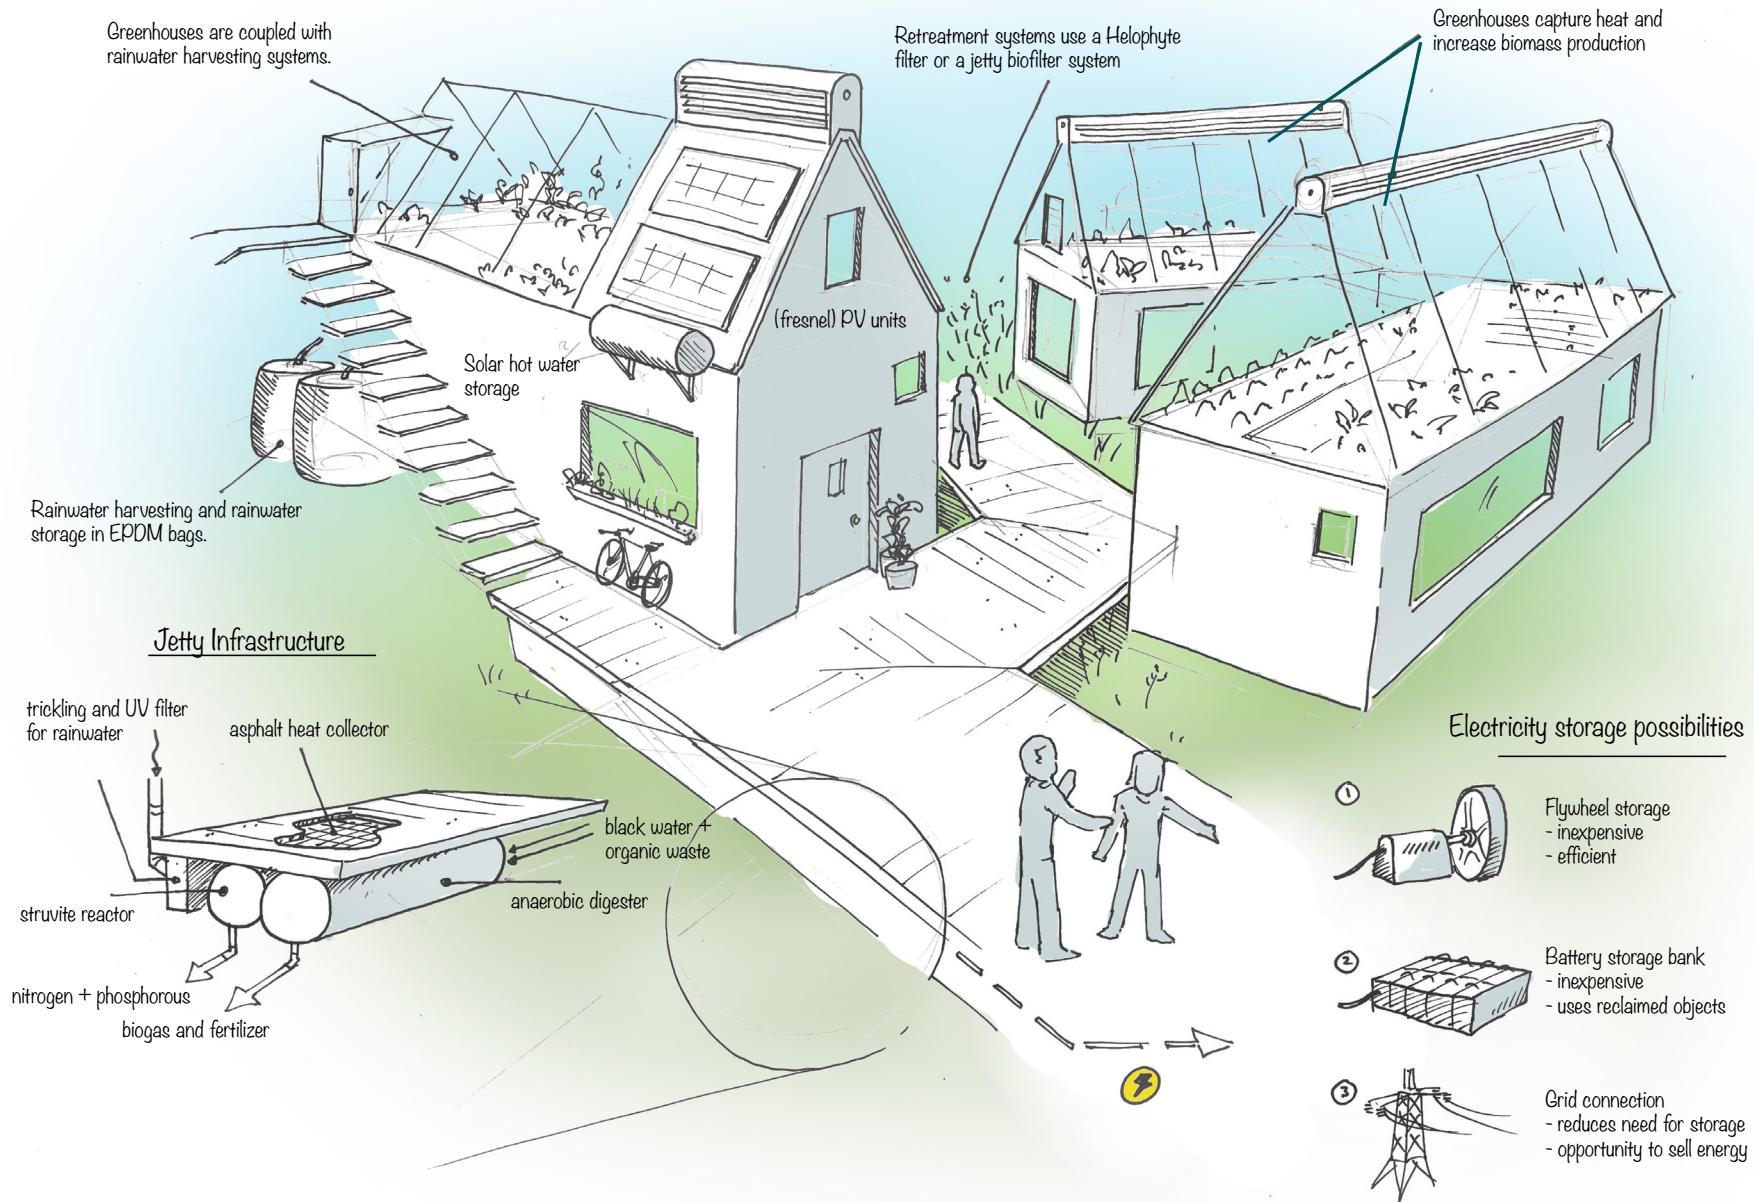 Greenhouses are coupled with
rainwater harvesting systems.
Retreatment systems use a Helophyte
filter or a jetty biofilter system
Greenhouses capture heat and
increase biomass production
(fresnel) PV units
Solar hot water
storage
Rainwater harvesting and rainwater
storage in EPDM bags.
Jetty Infrastructure
trickling and UV filter
for rainwater
asphalt heat collector
black water +
organic waste
anaerobic digester
struvite reactor
nitrogen + phosphorous
biogas and fertilizer
Electricity storage possibilities
1
Flywheel storage
- inexpensive
- efficient
2
Battery storage bank
- inexpensive
- uses reclaimed objects
3
Grid connection
- reduces need for storage
- opportunity to sell energy